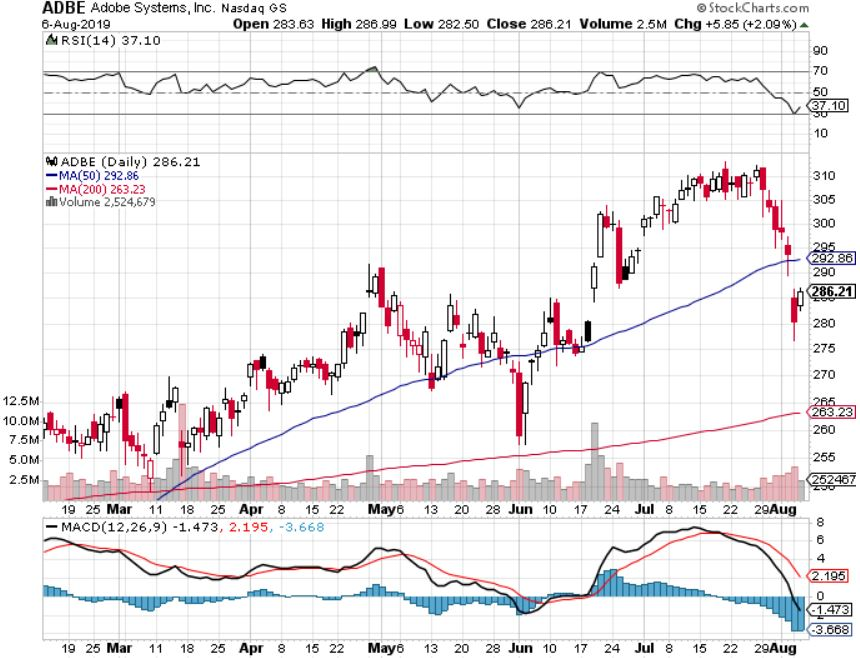 ADBE Adobe Systems, Inc. Nasdaq GS © StockCharts.com
6-Aug-2019 Open 283.63 High 286.99 Low 282.50 Close 286.21 Volume 2.5M Chg +5.85 (+2.09%)
RSI(14) 37.10
90
70
50
37.10
30
10
ADBE (Daily) 286.21
MA(50) 292.86
MA(200) 263.23
Volume 2,524,679
310
305
300
295
292.86
290
286.21
285
280
275
270
265
263.23
260
255
252467
250
12.5M
10.0M
7.5M
5.0M
2.5M
19 25 Mar 11 18 25 Apr 8 15 22 May 6 13 20 28 Jun 10 17 24 Jul 8 15 22 29 Aug
MACD(12,26,9) -1.473, 2.195, -3.668
8
6
4
2.195
0
-1.473
-3.668
19 25 Mar 11 18 25 Apr 8 15 22 May 6 13 20 28 Jun 10 17 24 Jul 8 15 22 29 Aug